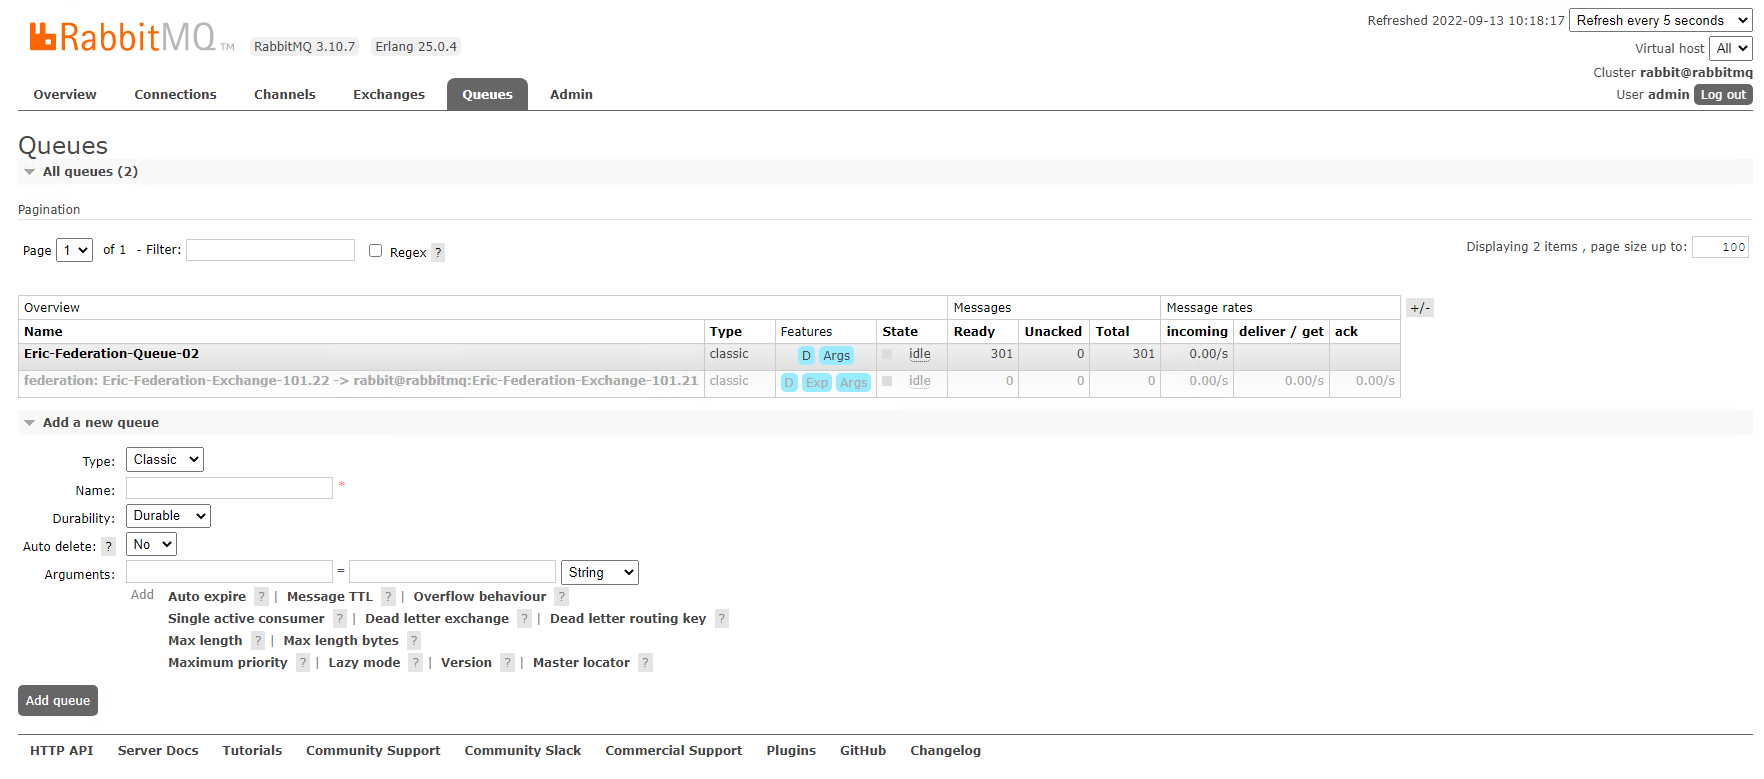 Refreshed 2022-09-13 10:18:17 Refresh every 5 seconds
RabbitMQ TM RabbitMQ 3.10.7 Erlang 25.0.4
Virtual host All
Cluster rabbit@rabbitmq
User admin Log out
Overview Connections Channels Exchanges Queues Admin
Queues
All queues (2)
Pagination
Page 1 of 1 - Filter: Regex ? Displaying 2 items , page size up to: 100
Overview Messages Message rates +/-
Name Type Features State Ready Unacked Total incoming deliver / get ack
Eric-Federation-Queue-02 classic D Args idle 301 0 301 0.00/s
federation: Eric-Federation-Exchange-101.22 -> rabbit@rabbitmq:Eric-Federation-Exchange-101.21 classic D Exp Args idle 0 0 0 0.00/s 0.00/s 0.00/s
Add a new queue
Type: Classic
Name: *
Durability: Durable
Auto delete: ? No
Arguments: = String
Add Auto expire ? | Message TTL ? | Overflow behaviour ?
Single active consumer ? | Dead letter exchange ? | Dead letter routing key ?
Max length ? | Max length bytes ?
Maximum priority ? | Lazy mode ? | Version ? | Master locator ?
Add queue
HTTP API Server Docs Tutorials Community Support Community Slack Commercial Support Plugins GitHub Changelog